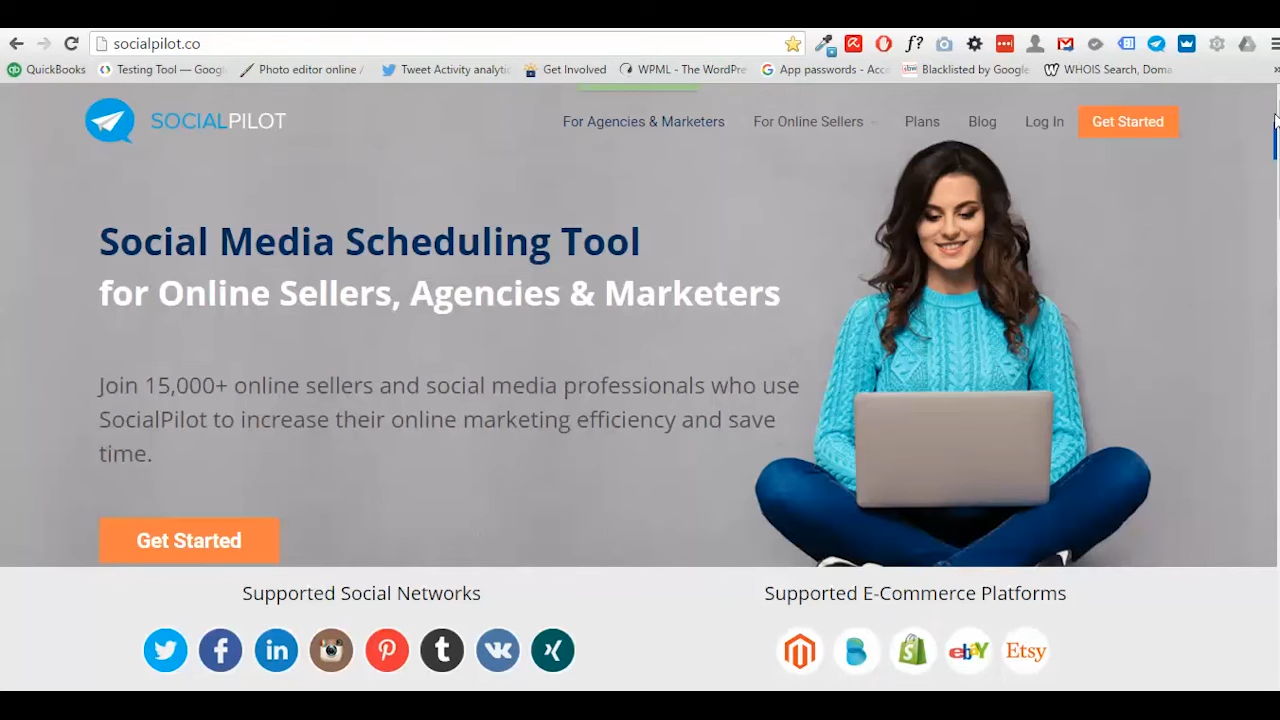 socialpilot.co
f?
QuickBooks
Testing Tool — Googl
Photo editor online /
Tweet Activity analytic
Get Involved
WPML - The WordPre
App passwords - Acco
Blacklisted by Google
WHOIS Search, Doma
SOCIALPILOT
For Agencies & Marketers
For Online Sellers
Plans
Blog
Log In
Get Started
Social Media Scheduling Tool
for Online Sellers, Agencies & Marketers
Join 15,000+ online sellers and social media professionals who use
SocialPilot to increase their online marketing efficiency and save
time.
Get Started
Supported Social Networks
Supported E-Commerce Platforms
ebay
Etsy